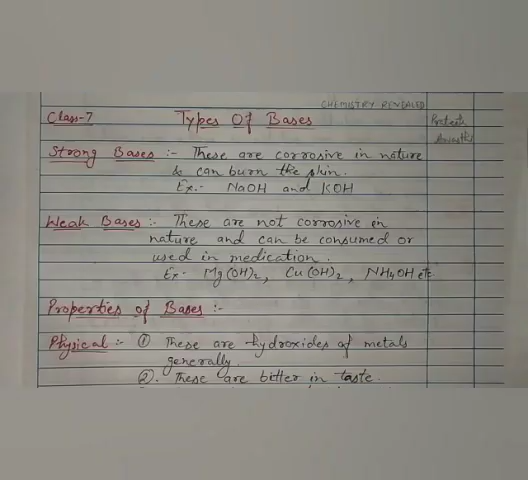 CHEMISTRY REVEALED
Class-7 Types Of Bases
Strong Bases :- These are corrosive in nature
& can burn the skin.
Ex.- NaOH and KOH
Weak Bases :- These are not corrosive in
nature and can be consumed or
used in medication.
Ex- Mg(OH)2, Cu(OH)2, NH4OH etc
Properties of Bases :-
Physical :- ① These are hydroxides of metals
generally.
②. These are bitter in taste.